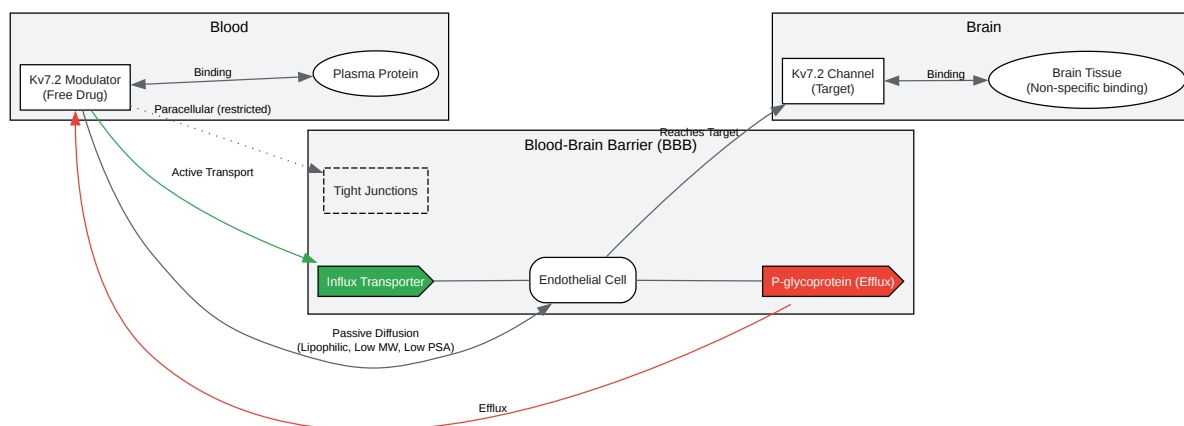 Blood
Brain
Kv7.2 Modulator
(Free Drug)
Binding
Plasma Protein
Kv7.2 Channel
(Target)
Binding
Brain Tissue
(Non-specific binding)
Paracellular (restricted)
Reaches Target
Blood-Brain Barrier (BBB)
Active Transport
Tight Junctions
Influx Transporter
Endothelial Cell
P-glycoprotein (Efflux)
Passive Diffusion
(Lipophilic, Low MW, Low PSA)
Efflux